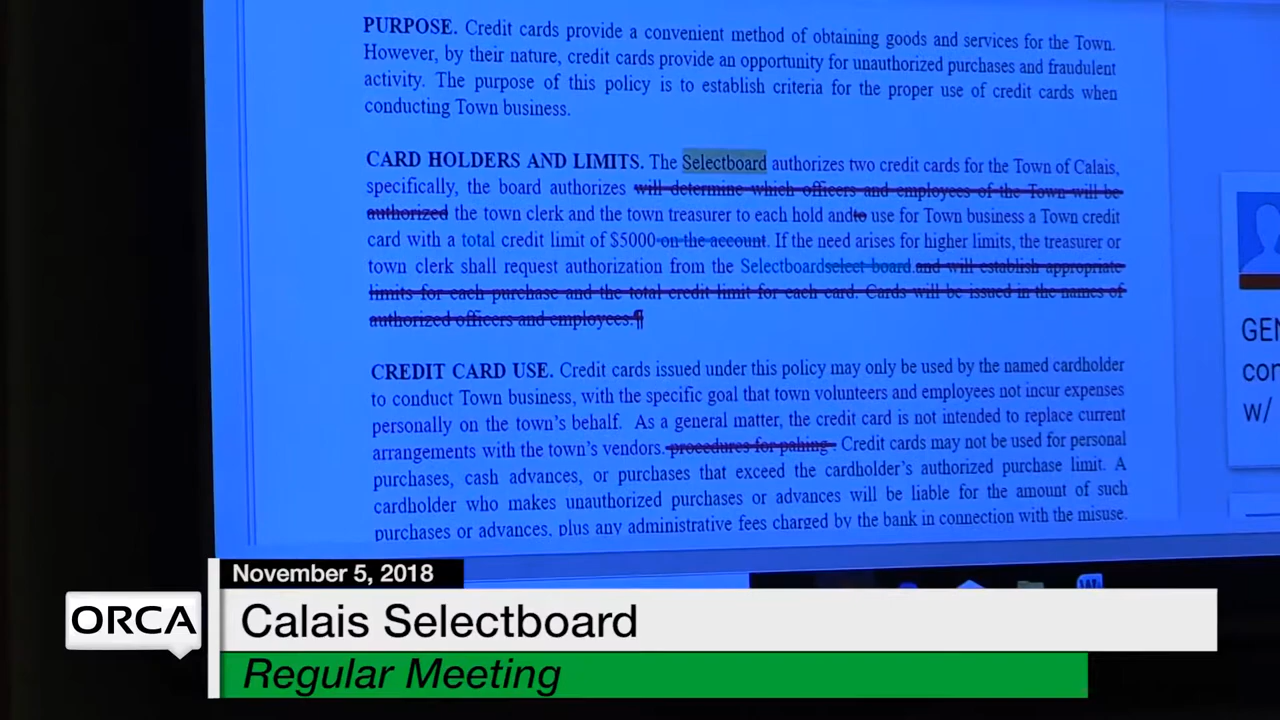 PURPOSE. Credit cards provide a convenient method of obtaining goods and services for the Town.
However, by their nature, credit cards provide an opportunity for unauthorized purchases and fraudulent
activity. The purpose of this policy is to establish criteria for the proper use of credit cards when
conducting Town business.
CARD HOLDERS AND LIMITS. The Selectboard authorizes two credit cards for the Town of Calais,
specifically, the board authorizes will determine which officers and employees of the Town will be
authorized the town clerk and the town treasurer to each hold andto use for Town business a Town credit
card with a total credit limit of $5000 on the account. If the need arises for higher limits, the treasurer or
town clerk shall request authorization from the Selectboardselect board.and will establish appropriate
limits for each purchase and the total credit limit for each card. Cards will be issued in the names of
authorized officers and employees.¶
CREDIT CARD USE. Credit cards issued under this policy may only be used by the named cardholder
to conduct Town business, with the specific goal that town volunteers and employees not incur expenses
personally on the town's behalf. As a general matter, the credit card is not intended to replace current
arrangements with the town's vendors. procedures for pahing . Credit cards may not be used for personal
purchases, cash advances, or purchases that exceed the cardholder's authorized purchase limit. A
cardholder who makes unauthorized purchases or advances will be liable for the amount of such
purchases or advances, plus any administrative fees charged by the bank in connection with the misuse.
GEN
con
w/
November 5, 2018
ORCA
Calais Selectboard
Regular Meeting